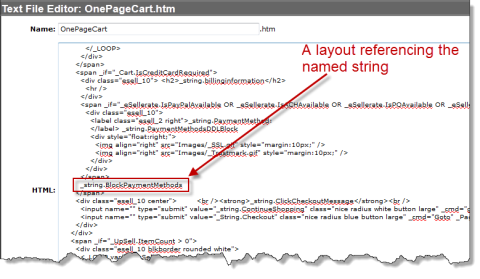 Text File Editor: OnePageCart.htm
Name: OnePageCart .htm
A layout referencing the
named string
HTML:
</_LOOP>
</div>
</span>
<span _if="_Cart.IsCreditCardRequired">
<div class="esell_10"> <h2>_string.billinginformation</h2>
<hr />
</div>
<span _if="_eSellerate.IsPayPalAvailable OR _eSellerate.IsACHAvailable OR _eSellerate.IsPOAvailable OR _eSelle
<div class="esell_10">
<label class="esell_2 right">_string.PaymentMethod
</label> _string.PaymentMethodsDDLBlock
<div style="float:right;">
<img align="right" src="Images/_SSL.gif" style="margin:10px;" />
<img align="right" src="Images/_Trustmark.gif" style="margin:10px;" />
</div>
</div>
</span>
_string.BlockPaymentMethods
</span>
<div class="esell_10 center"> <br /><strong>_string.ClickCheckoutMessage</strong><br />
<input name="" type="submit" value="_string.ContinueShopping" class="nice radius white button large" _cmd="g
<input name="" type="submit" value="_String.Checkout" class="nice radius blue button large" _cmd="Goto" _Pa
</div>
</div>
<span _if="_UpSell.ItemCount > 0">
<div class="esell_10 blkborder rounded white">